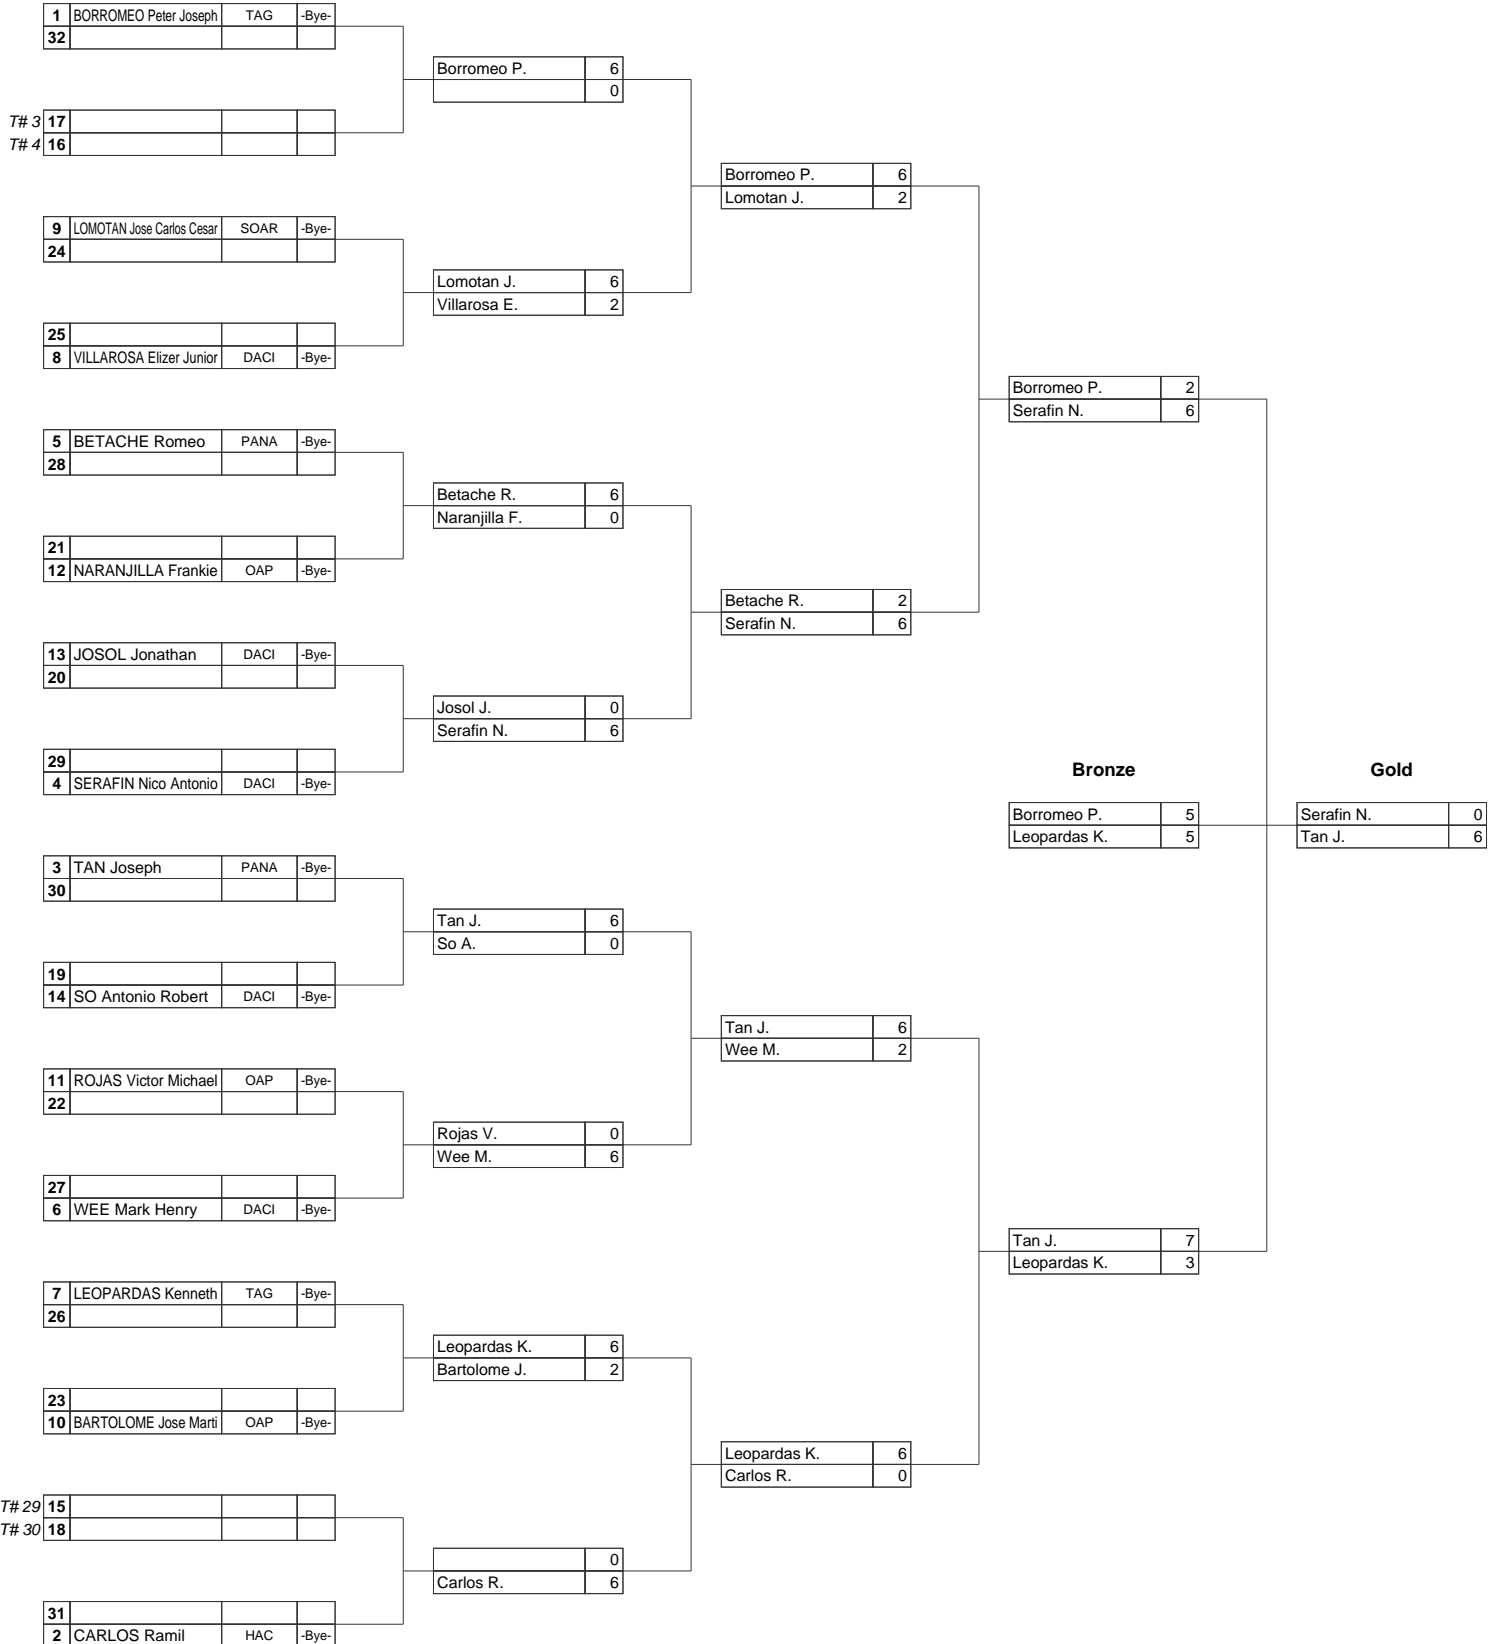 1 BORROMEO Peter Joseph TAG -Bye-
32
Borromeo P. 6
0
T# 3 17
T# 4 16
Borromeo P. 6
Lomotan J. 2
9 LOMOTAN Jose Carlos Cesar SOAR -Bye-
24
Lomotan J. 6
Villarosa E. 2
25
8 VILLAROSA Elizer Junior DACI -Bye-
Borromeo P. 2
Serafin N. 6
5 BETACHE Romeo PANA -Bye-
28
Betache R. 6
Naranjilla F. 0
21
12 NARANJILLA Frankie OAP -Bye-
Betache R. 2
Serafin N. 6
13 JOSOL Jonathan DACI -Bye-
20
Josol J. 0
Serafin N. 6
29
4 SERAFIN Nico Antonio DACI -Bye-
Bronze Gold
Borromeo P. 5 Serafin N. 0
Leopardas K. 5 Tan J. 6
3 TAN Joseph PANA -Bye-
30
Tan J. 6
So A. 0
19
14 SO Antonio Robert DACI -Bye-
Tan J. 6
Wee M. 2
11 ROJAS Victor Michael OAP -Bye-
22
Rojas V. 0
Wee M. 6
27
6 WEE Mark Henry DACI -Bye-
Tan J. 7
Leopardas K. 3
7 LEOPARDAS Kenneth TAG -Bye-
26
Leopardas K. 6
Bartolome J. 2
23
10 BARTOLOME Jose Marti OAP -Bye-
Leopardas K. 6
Carlos R. 0
T# 29 15
T# 30 18
0
Carlos R. 6
31
2 CARLOS Ramil HAC -Bye-